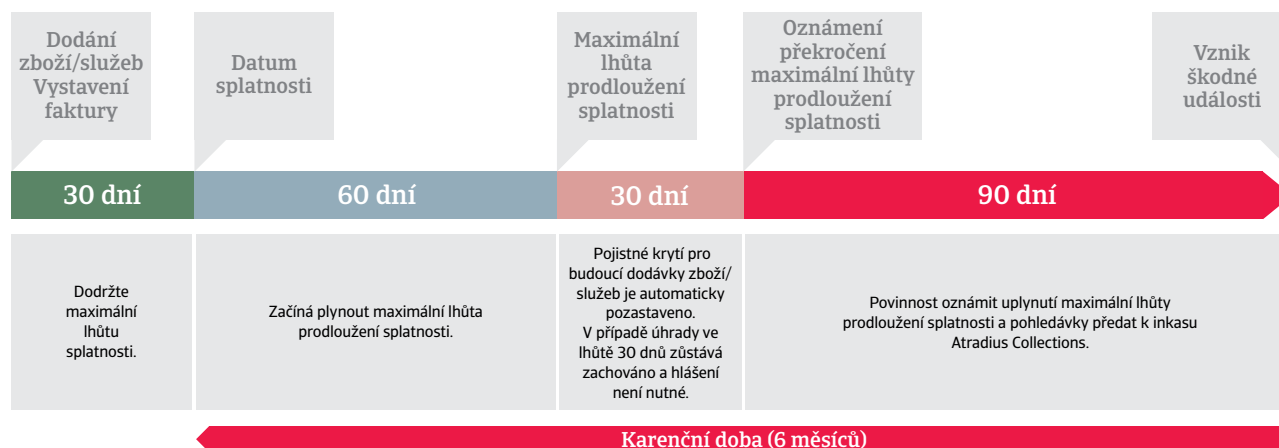 Dodání
zboží/služeb
Vystavení
faktury
Datum
splatnosti
Maximální
lhůta
prodloužení
splatnosti
Oznámení
překročení
maximální lhůty
prodloužení
splatnosti
Vznik
škodné
události
30 dní
60 dní
30 dní
90 dní
Dodržte
maximální
lhůtu
splatnosti.
Začíná plynout maximální lhůta
prodloužení splatnosti.
Pojistné krytí pro
budoucí dodávky zboží/
služeb je automaticky
pozastaveno.
V případě úhrady ve
lhůtě 30 dnů zůstává
zachováno a hlášení
není nutné.
Povinnost oznámit uplynutí maximální lhůty
prodloužení splatnosti a pohledávky předat k inkasu
Atradius Collections.
Karenční doba (6 měsíců)